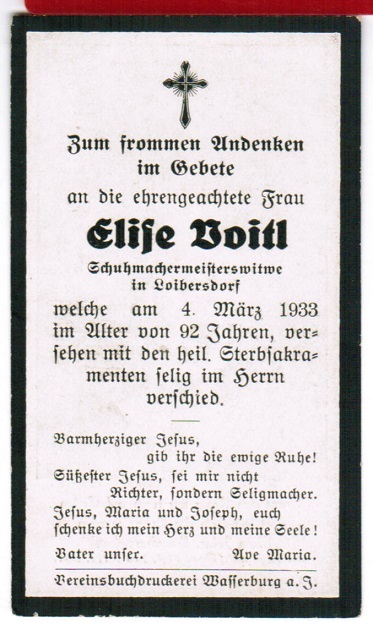 Zum frommen Andenken
im Gebete
an die ehrengeachtete Frau
Elise Voitl
Schuhmachermeisterswitwe
in Loibersdorf
welche am 4. März 1933
im Alter von 92 Jahren, ver-
sehen mit den heil. Sterbsakra-
menten selig im Herrn
verschied.
Barmherziger Jesus,
gib ihr die ewige Ruhe!
Süßester Jesus, sei mir nicht
Richter, sondern Seligmacher.
Jesus, Maria und Joseph, euch
schenke ich mein Herz und meine Seele!
Vater unser. Ave Maria.
Vereinsbuchdruckerei Wasserburg a. J.